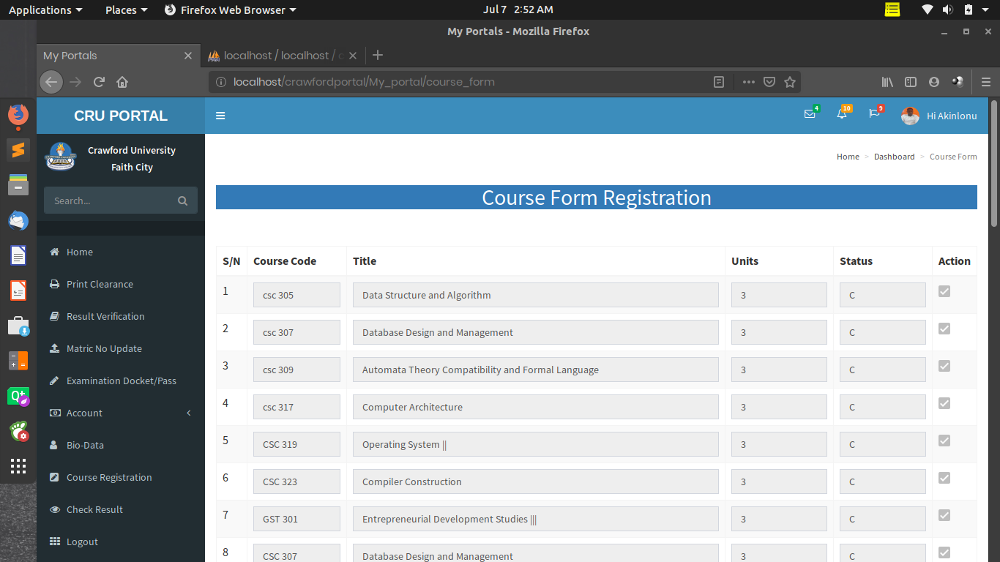 Applications Places Firefox Web Browser Jul 7 2:52 AM
My Portals - Mozilla Firefox
My Portals localhost / localhost / c
localhost/crawfordportal/My_portal/course_form
CRU PORTAL 4 10 9 Hi Akinlonu
Crawford University
Faith City
Home > Dashboard > Course Form
Search...
Course Form Registration
Home
Print Clearance
Result Verification
Matric No Update
Examination Docket/Pass
Account
Bio-Data
Course Registration
Check Result
Logout
S/N Course Code Title Units Status Action
1 csc 305 Data Structure and Algorithm 3 C
2 csc 307 Database Design and Management 3 C
3 csc 309 Automata Theory Compatibility and Formal Language 3 C
4 csc 317 Computer Architecture 3 C
5 CSC 319 Operating System || 3 C
6 CSC 323 Compiler Construction 3 C
7 GST 301 Entrepreneurial Development Studies ||| 3 C
8 CSC 307 Database Design and Management 3 C